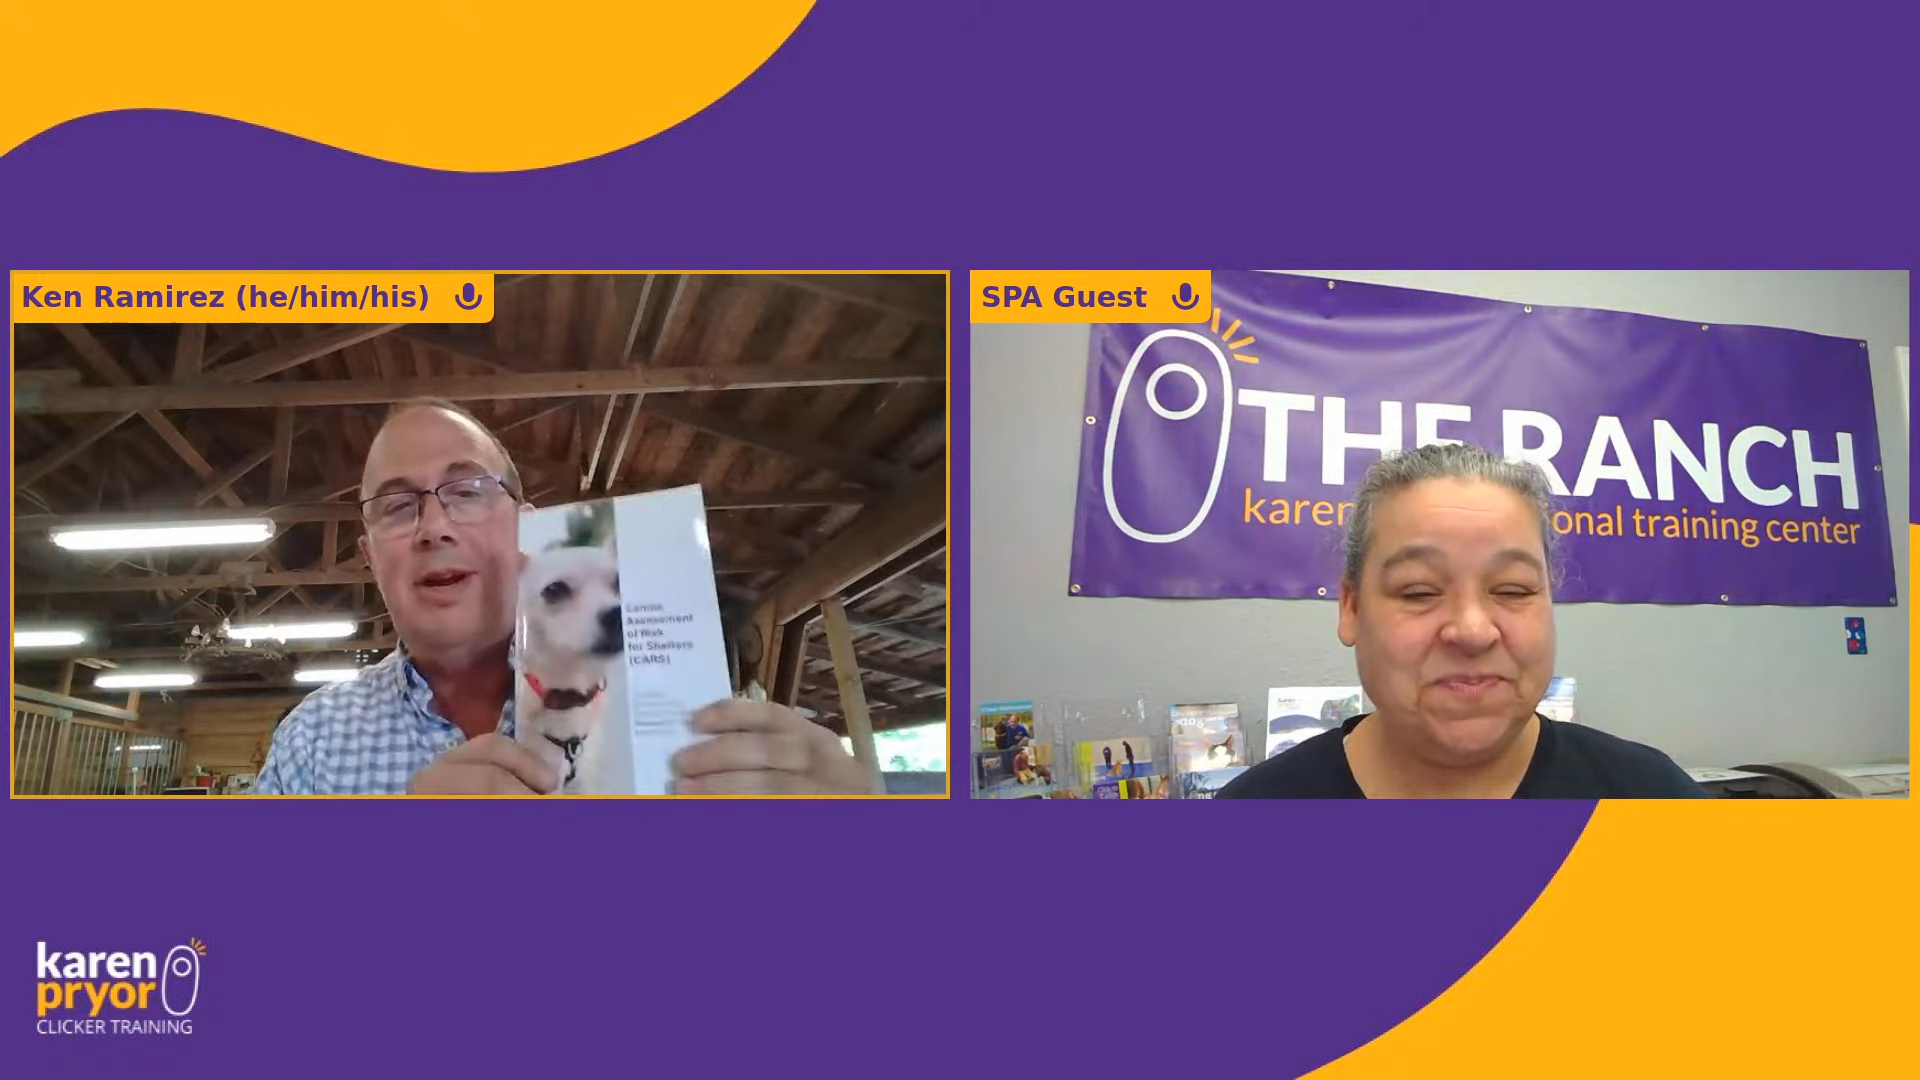 Ken Ramirez (he/him/his)
SPA Guest
THE RANCH
karen
onal training center
Canine
Assessment
of Risk
for Shelters
(CARS)
karen
pryor
CLICKER TRAINING